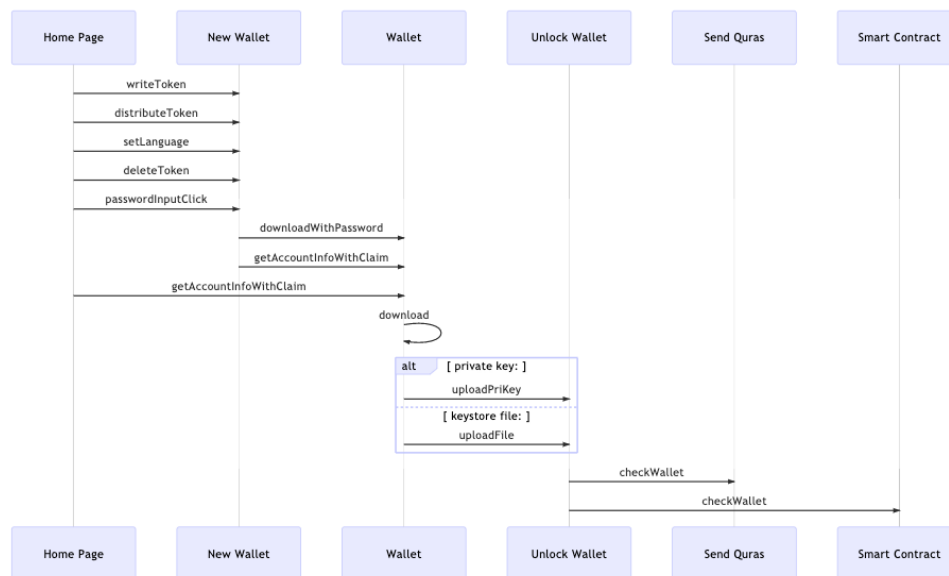 Home Page
New Wallet
Wallet
Unlock Wallet
Send Quras
Smart Contract
writeToken
distributeToken
setLanguage
deleteToken
passwordInputClick
downloadWithPassword
getAccountInfoWithClaim
getAccountInfoWithClaim
download
alt [ private key: ]
uploadPriKey
[ keystore file: ]
uploadFile
checkWallet
checkWallet
Home Page
New Wallet
Wallet
Unlock Wallet
Send Quras
Smart Contract